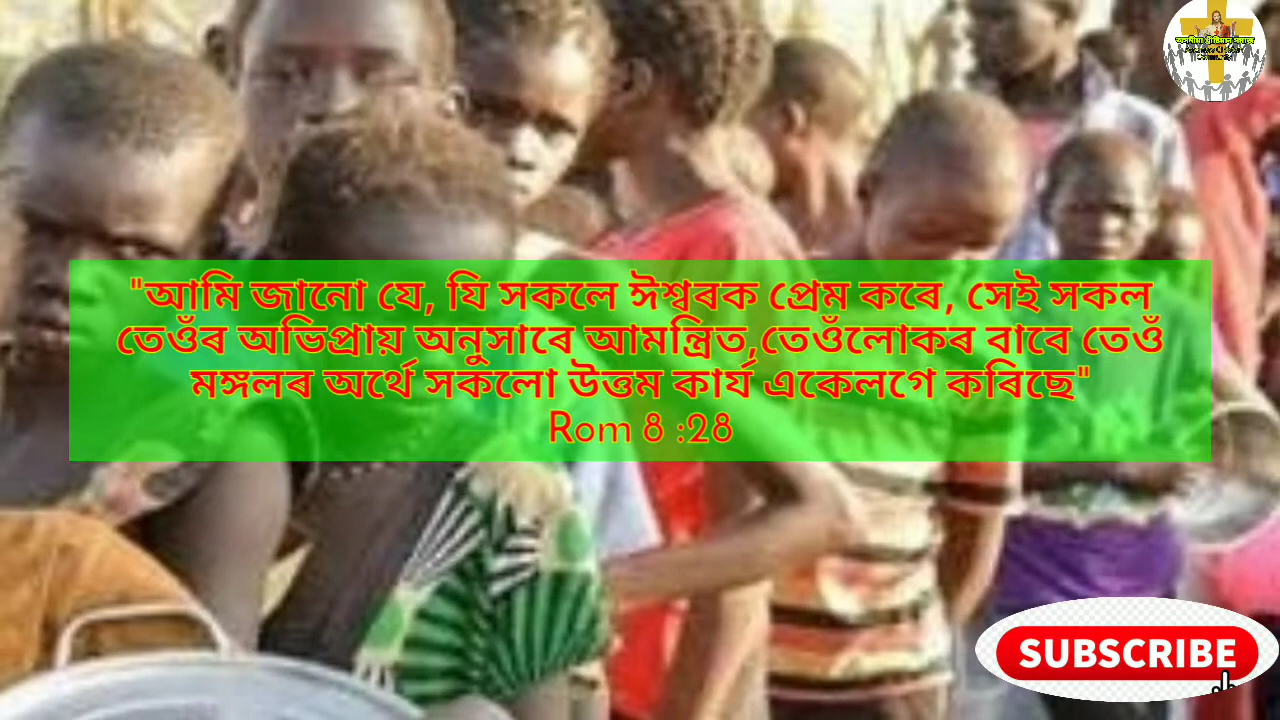 "আমি জানো যে, যি সকলে ঈশ্বৰক প্ৰেম কৰে, সেই সকল
তেওঁৰ অভিপ্ৰায় অনুসাৰে আমন্ত্ৰিত,তেওঁলোকৰ বাবে তেওঁ
মঙ্গলৰ অৰ্থে সকলো উত্তম কাৰ্য একেলগে কৰিছে"
Rom 8 :28
SUBSCRIBE